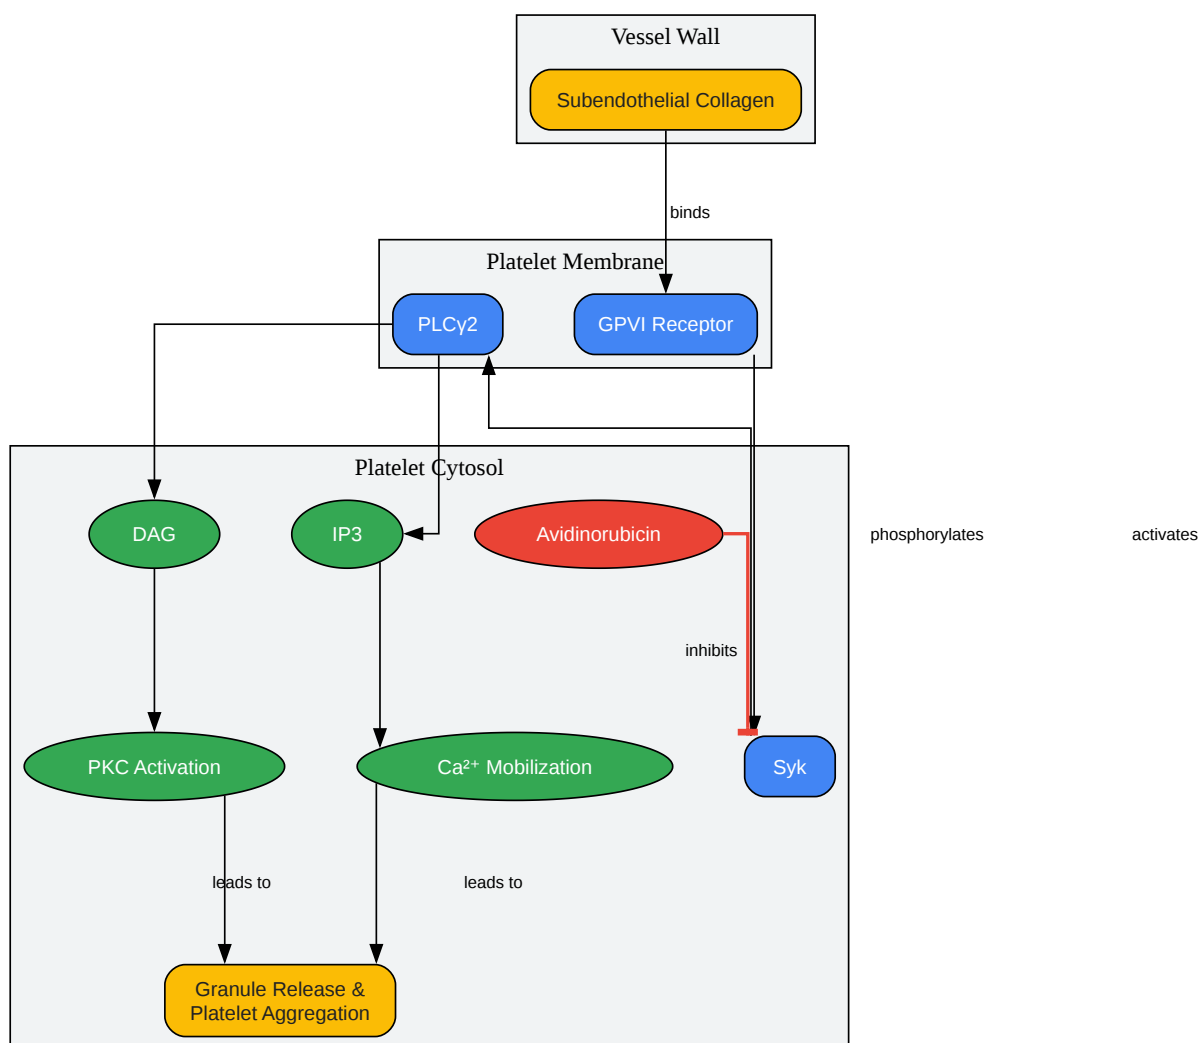 Vessel Wall
Subendothelial Collagen
binds
Platelet Membrane
PLCγ2
GPVI Receptor
Platelet Cytosol
DAG
IP3
Avidinorubicin
phosphorylates
activates
inhibits
PKC Activation
Ca²⁺ Mobilization
Syk
leads to
leads to
Granule Release &
Platelet Aggregation